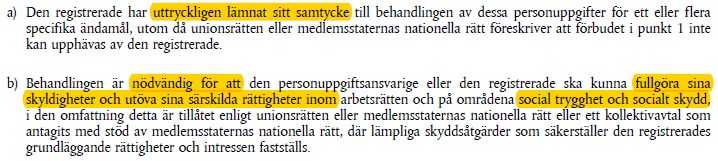 a) Den registrerade har uttryckligen lämnat sitt samtycke till behandlingen av dessa personuppgifter för ett eller flera
specifika ändamål, utom då unionsrätten eller medlemsstaternas nationella rätt föreskriver att förbudet i punkt 1 inte
kan upphävas av den registrerade.
b) Behandlingen är nödvändig för att den personuppgiftsansvarige eller den registrerade ska kunna fullgöra sina
skyldigheter och utöva sina särskilda rättigheter inom arbetsrätten och på områdena social trygghet och socialt skydd,
i den omfattning detta är tillåtet enligt unionsrätten eller medlemsstaternas nationella rätt eller ett kollektivavtal som
antagits med stöd av medlemsstaternas nationella rätt, där lämpliga skyddsåtgärder som säkerställer den registrerades
grundläggande rättigheter och intressen fastställs.